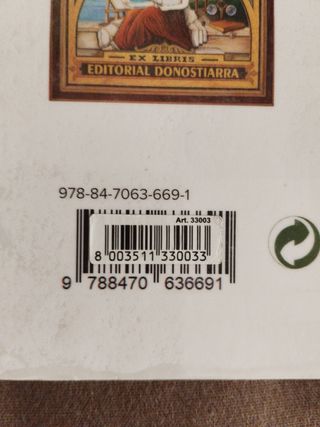 EX LIBRIS
EDITORIAL DONOSTIARRA
978-84-7063-669-1
Art. 33003
8 003511 330033
9 788470 636691